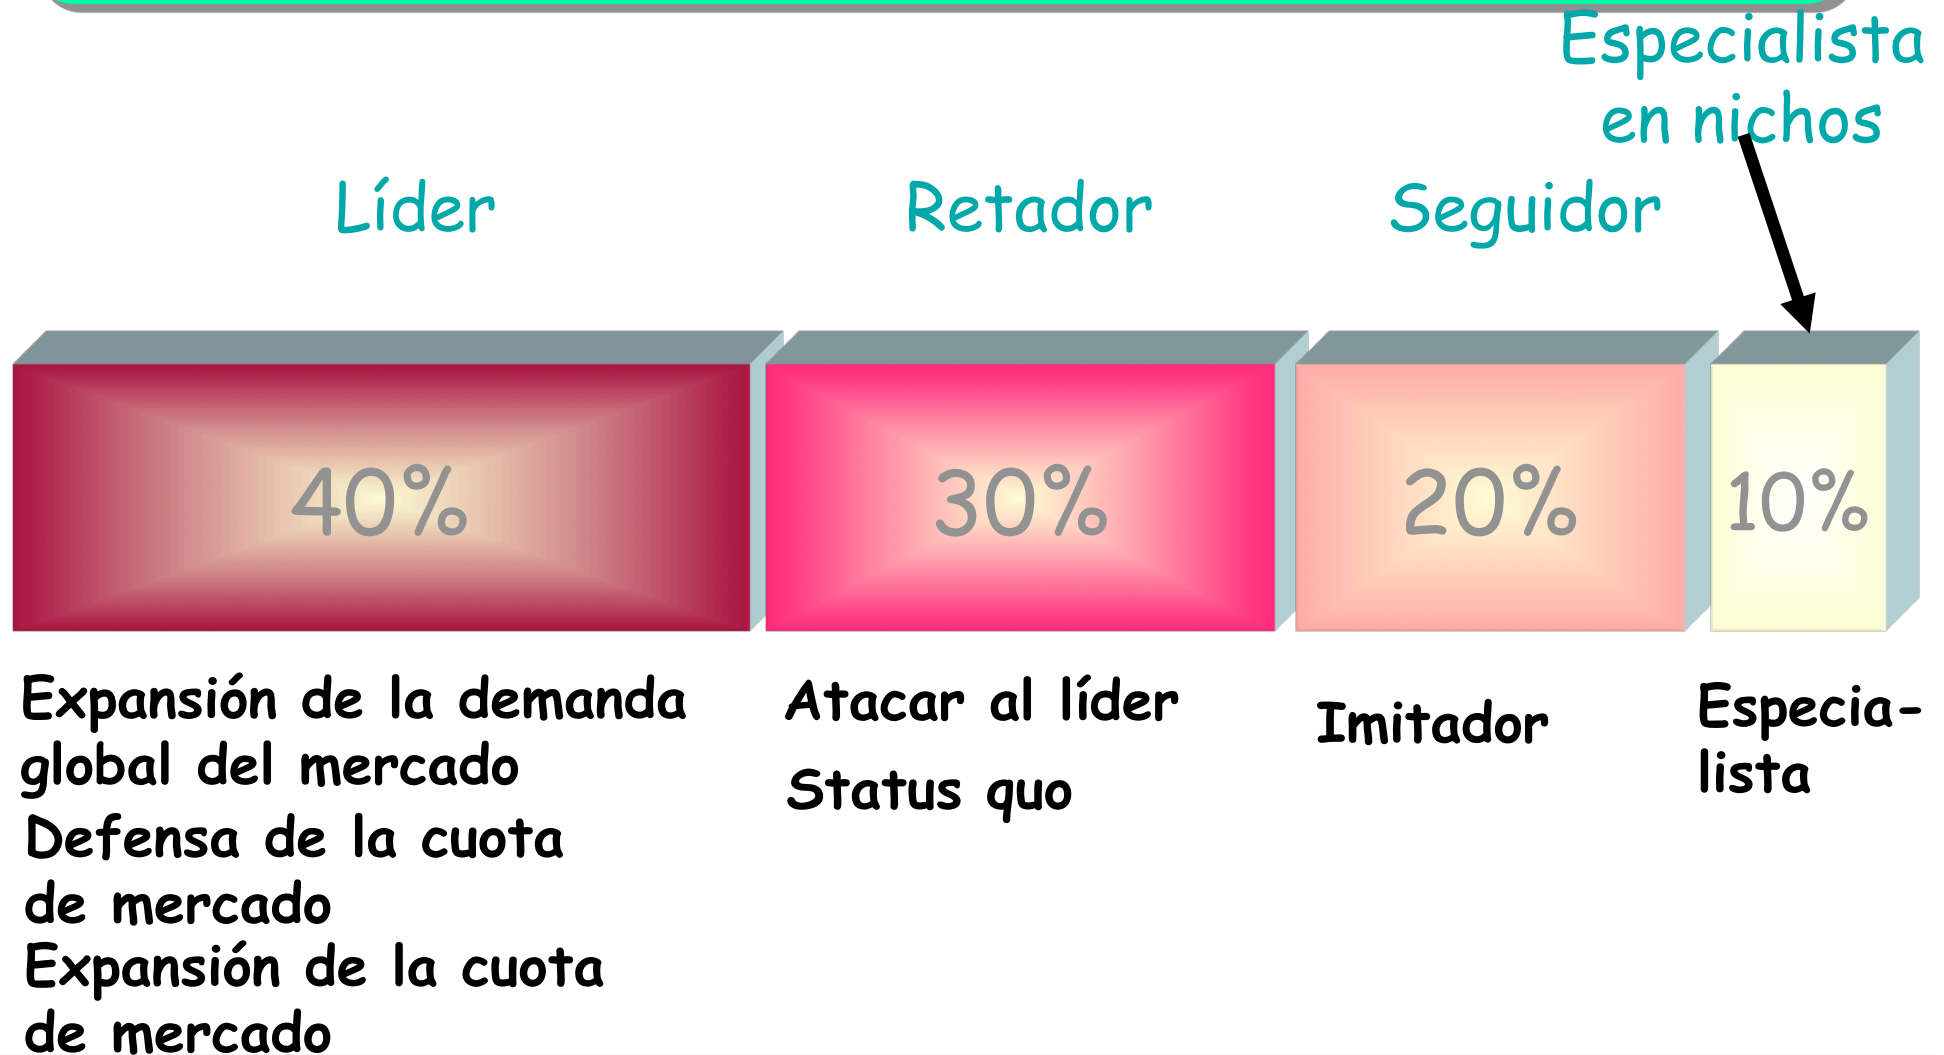 Especialista
en nichos
Líder
Retador
Seguidor
40%
30%
20%
10%
Expansión de la demanda
global del mercado
Defensa de la cuota
de mercado
Expansión de la cuota
de mercado
Atacar al líder
Status quo
Imitador
Especia-
lista